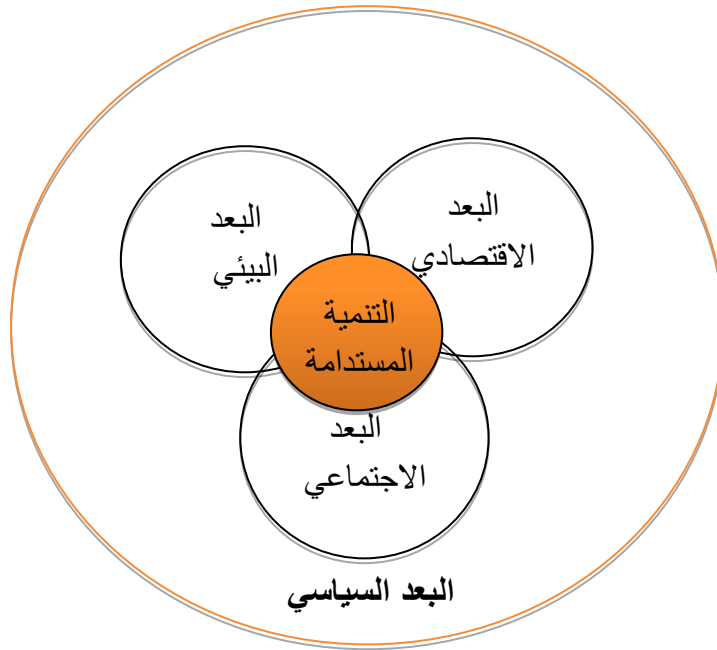 البعد
الاقتصادي
البعد
البيئي
التنمية
المستدامة
البعد
الاجتماعي
البعد السياسي